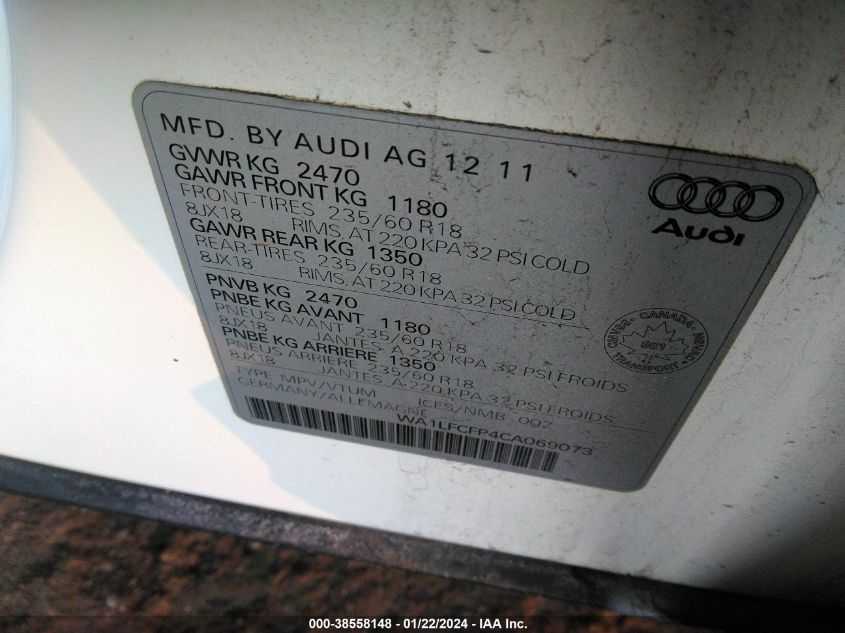 MFD. BY AUDI AG 12 11
GVWR KG 2470
GAWR FRONT KG 1180
FRONT-TIRES 235/60 R18
8JX18 RIMS, AT 220 KPA 32 PSI COLD
GAWR REAR KG 1350
REAR-TIRES 235/60 R18
8JX18 RIMS, AT 220 KPA 32 PSI COLD
PNVB KG 2470
PNBE KG AVANT 1180
PNEUS AVANT 235/60 R18
8JX18 JANTES, A 220 KPA 32 PSI FROIDS
PNBE KG ARRIERE 1350
PNEUS ARRIERE 235/60 R18
8JX18 JANTES, A 220 KPA 32 PSI FROIDS
TYPE MPV/VTUM ICES/NMB-002
GERMANY/ALLEMAGNE
WA1LFCFP4CA069073
Audi
CANADA
TRANSPORT
000-38558148 - 01/22/2024 - IAA Inc.